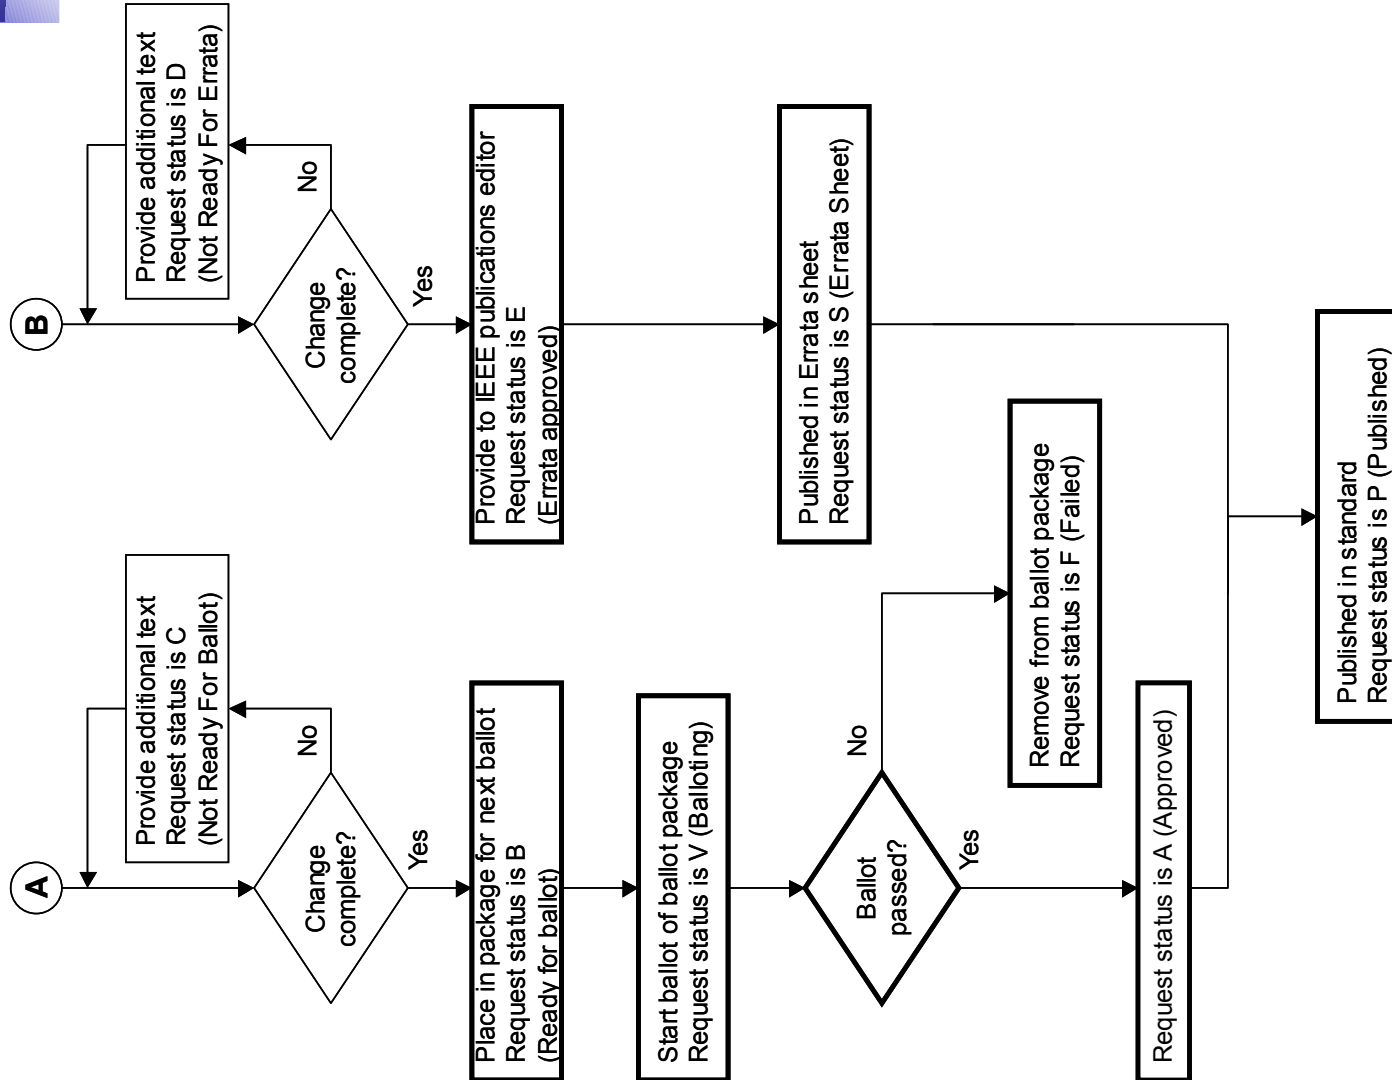 A
Provide additional text
Request status is C
(Not Ready For Ballot)
Change
complete?
No
Yes
Place in package for next ballot
Request status is B
(Ready for ballot)
Start ballot of ballot package
Request status is V (Balloting)
Ballot
passed?
No
Yes
Remove from ballot package
Request status is F (Failed)
Request status is A (Approved)
B
Provide additional text
Request status is D
(Not Ready For Errata)
Change
complete?
No
Yes
Provide to IEEE publications editor
Request status is E
(Errata approved)
Published in Errata sheet
Request status is S (Errata Sheet)
Published in standard
Request status is P (Published)